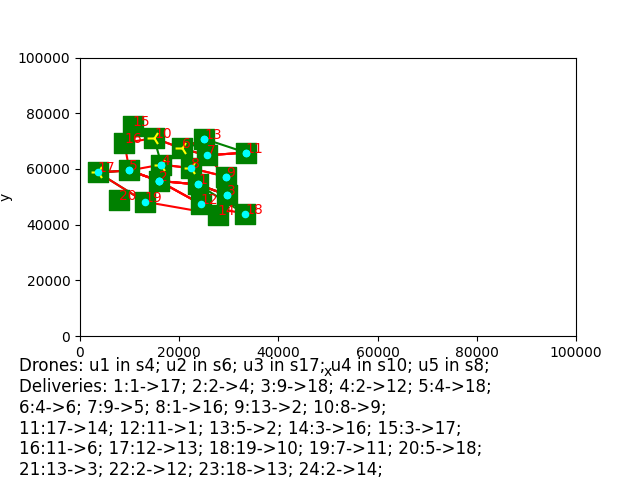 100000
80000
60000
40000
20000
0
y
0 20000 40000 60000 80000 100000
x
Drones: u1 in s4; u2 in s6; u3 in s17; u4 in s10; u5 in s8;
Deliveries: 1:1->17; 2:2->4; 3:9->18; 4:2->12; 5:4->18;
6:4->6; 7:9->5; 8:1->16; 9:13->2; 10:8->9;
11:17->14; 12:11->1; 13:5->2; 14:3->16; 15:3->17;
16:11->6; 17:12->13; 18:19->10; 19:7->11; 20:5->18;
21:13->3; 22:2->12; 23:18->13; 24:2->14;